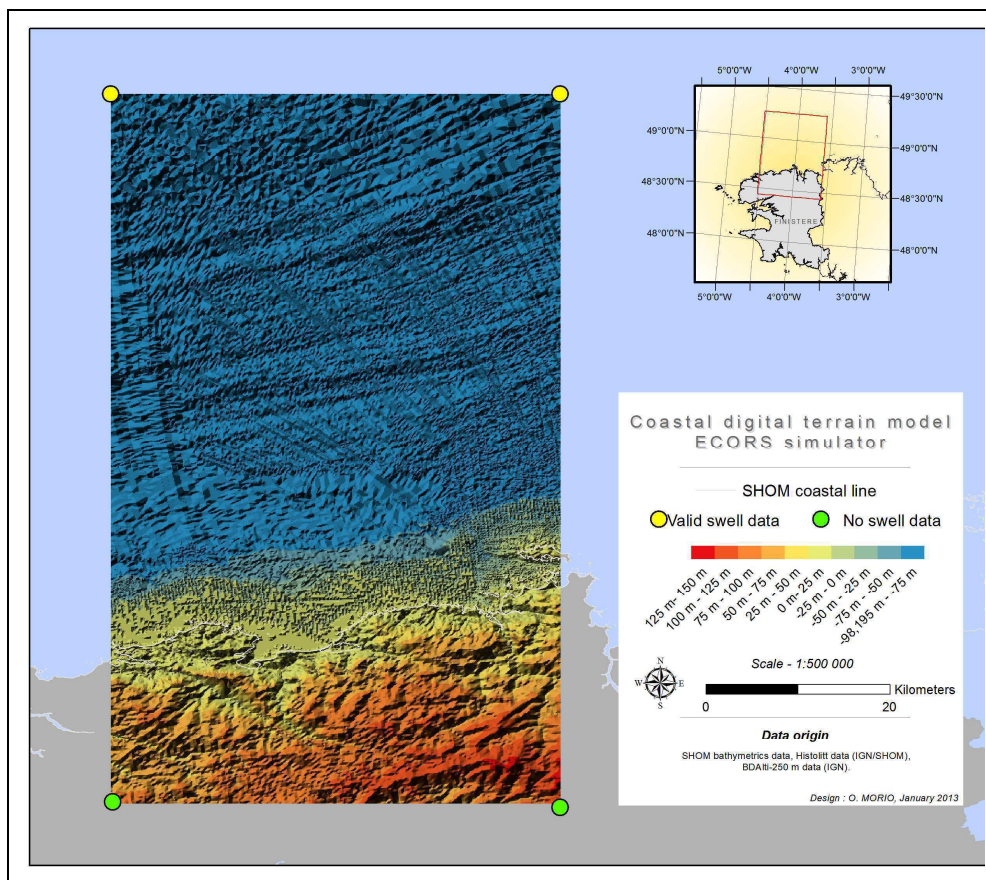 5°0'0"W 4°0'0"W 3°0'0"W
49°30'0"N
49°0'0"N 49°0'0"N
48°30'0"N 48°30'0"N
FINISTERE
48°0'0"N 48°0'0"N
5°0'0"W 4°0'0"W 3°0'0"W
Coastal digital terrain model
ECORS simulator
SHOM coastal line
Valid swell data No swell data
125 m- 150 m
100 m - 125 m
75 m - 100 m
50 m - 75 m
25 m - 50 m
0 m- 25 m
-25 m - 0 m
-50 m - -25 m
-75 m - -50 m
-98,195 m - -75 m
Scale - 1:500 000
N
W E
S
Kilometers
0 20
Data origin
SHOM bathymetrics data, Histolitt data (IGN/SHOM),
BDAlti-250 m data (IGN).
Design : O. MORIO, January 2013